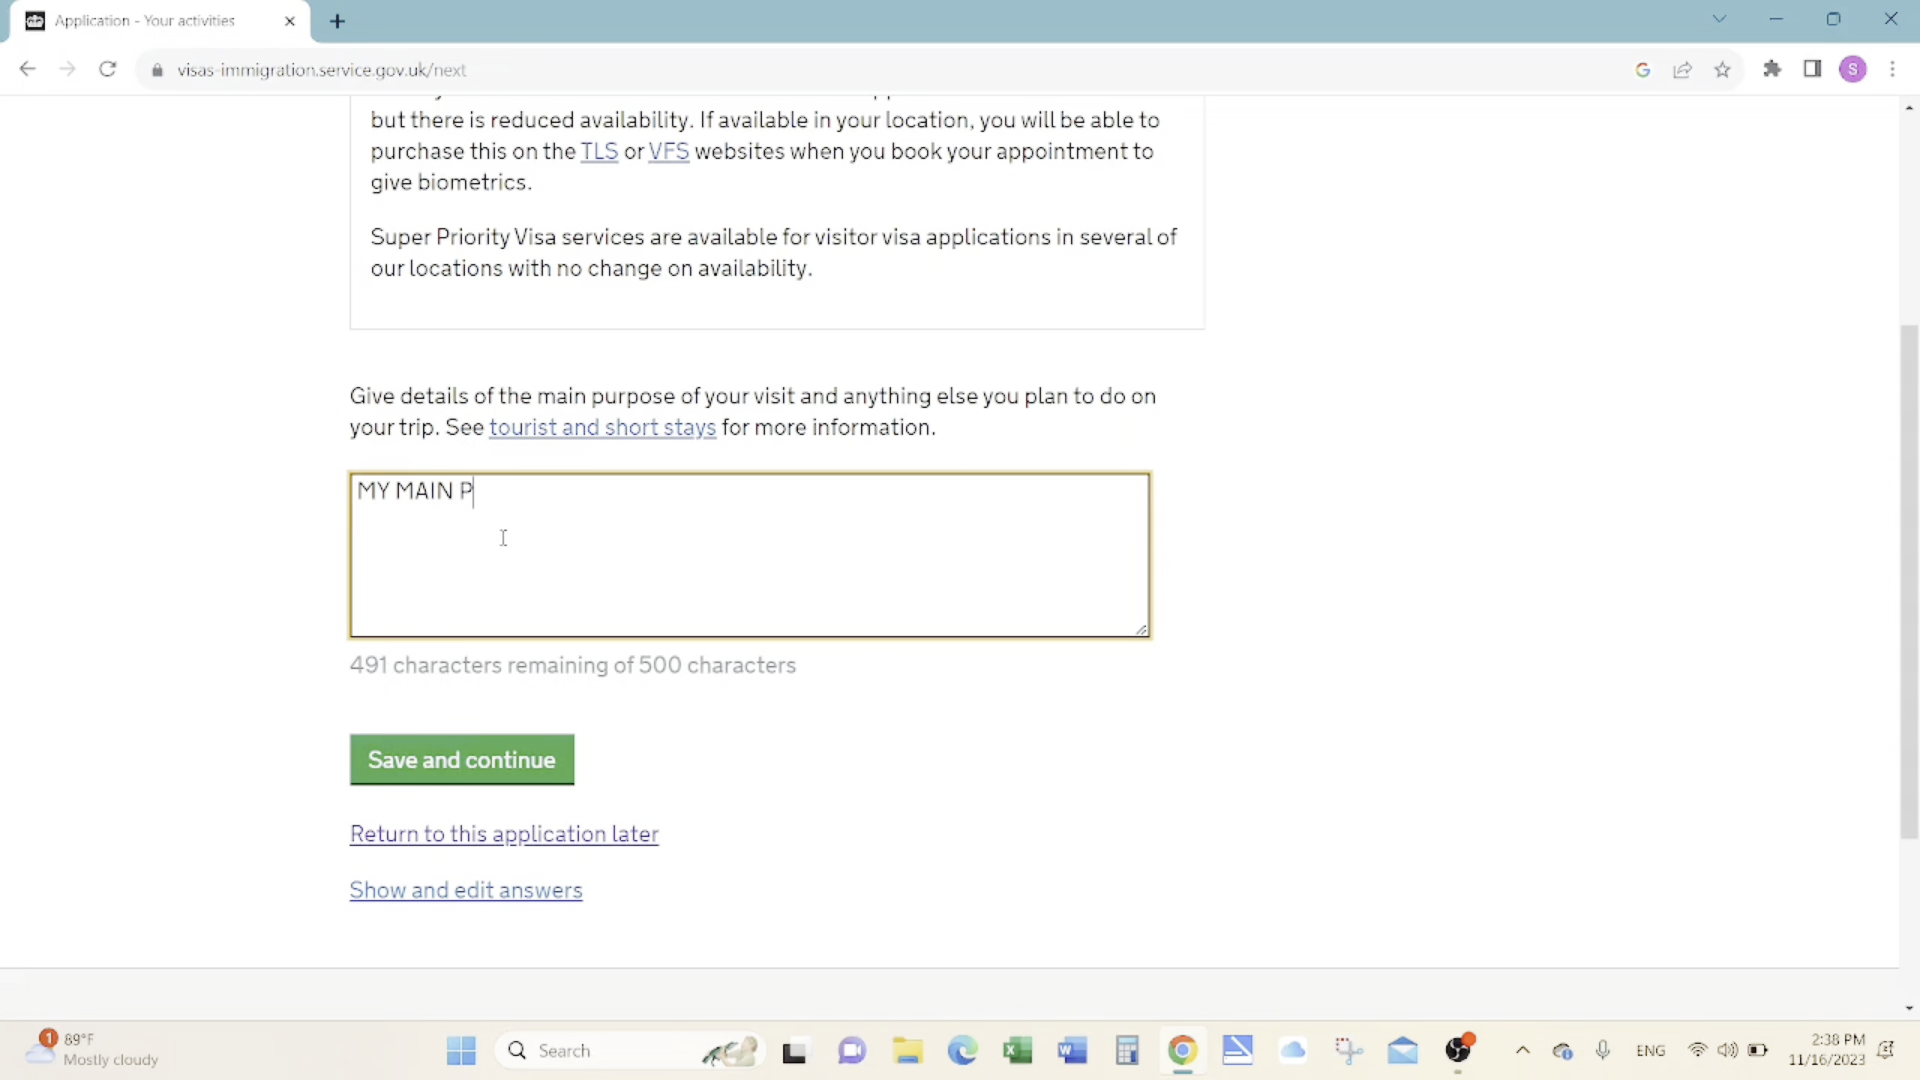 Application - Your activities
visas-immigration.service.gov.uk/next
S
but there is reduced availability. If available in your location, you will be able to
purchase this on the TLS or VFS websites when you book your appointment to
give biometrics.
Super Priority Visa services are available for visitor visa applications in several of
our locations with no change on availability.
Give details of the main purpose of your visit and anything else you plan to do on
your trip. See tourist and short stays for more information.
MY MAIN P
491 characters remaining of 500 characters
Save and continue
Return to this application later
Show and edit answers
1
89°F
Mostly cloudy
Search
ENG
2:38 PM
11/16/2023